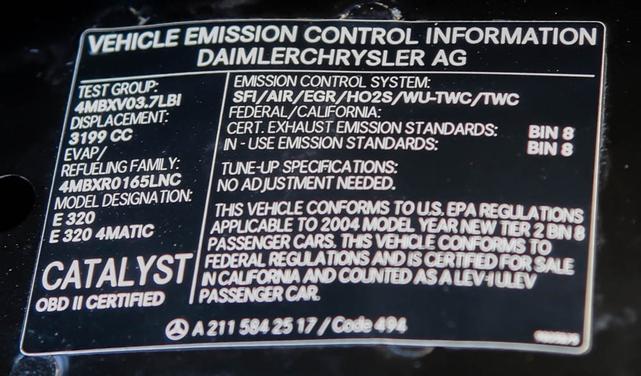 VEHICLE EMISSION CONTROL INFORMATION
DAIMLERCHRYSLER AG
TEST GROUP:
4MBXV03.7LBI
DISPLACEMENT:
3199 CC
EVAP/
REFUELING FAMILY:
4MBXR0165LNC
MODEL DESIGNATION:
E 320
E 320 4MATIC
CATALYST
OBD II CERTIFIED
EMISSION CONTROL SYSTEM:
SFI/AIR/EGR/HO2S/WU-TWC/TWC
FEDERAL/CALIFORNIA:
CERT. EXHAUST EMISSION STANDARDS: BIN 8
IN - USE EMISSION STANDARDS: BIN 8
TUNE-UP SPECIFICATIONS:
NO ADJUSTMENT NEEDED.
THIS VEHICLE CONFORMS TO U.S. EPA REGULATIONS
APPLICABLE TO 2004 MODEL YEAR NEW TIER 2 BIN 8
PASSENGER CARS. THIS VEHICLE CONFORMS TO
FEDERAL REGULATIONS AND IS CERTIFIED FOR SALE
IN CALIFORNIA AND COUNTED AS A LEV-I ULEV
PASSENGER CAR.
A 211 584 25 17 / Code 494